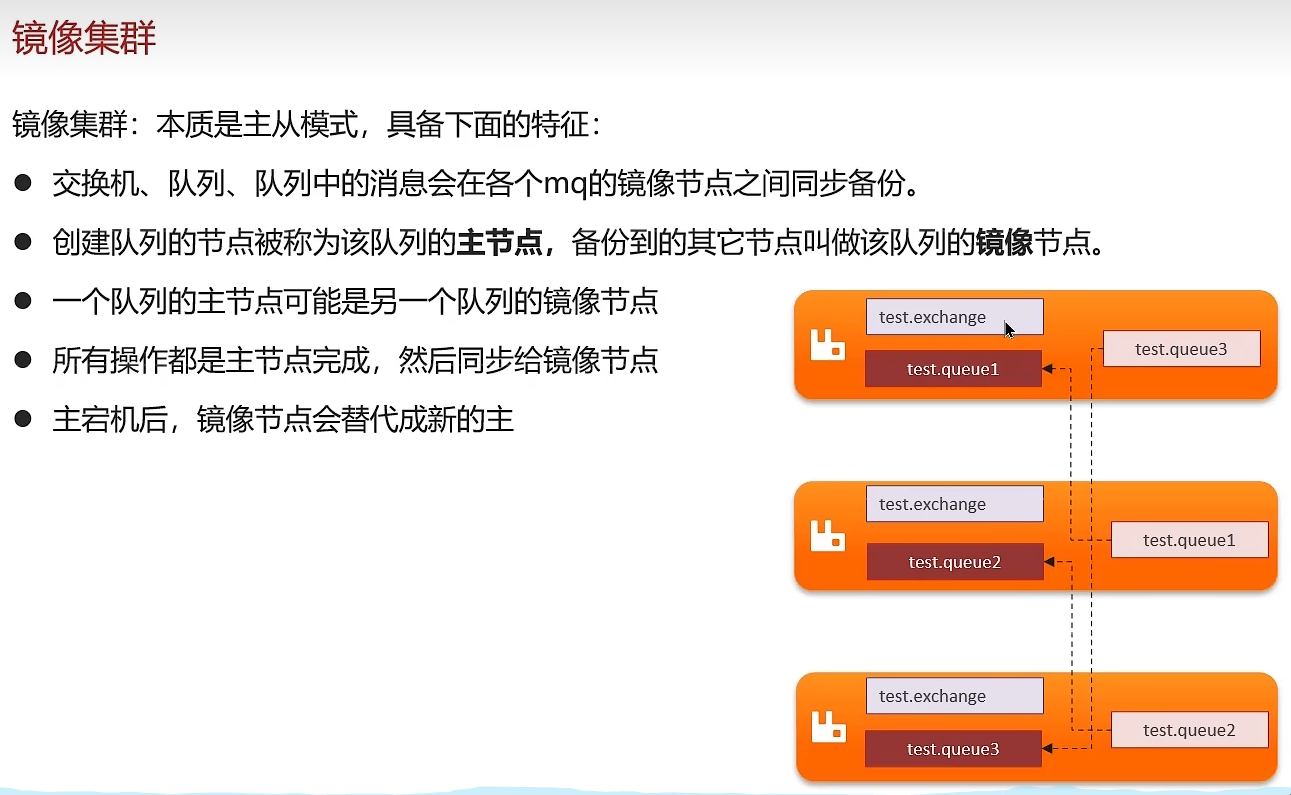 镜像集群
镜像集群：本质是主从模式，具备下面的特征：
● 交换机、队列、队列中的消息会在各个mq的镜像节点之间同步备份。
● 创建队列的节点被称为该队列的主节点，备份到的其它节点叫做该队列的镜像节点。
● 一个队列的主节点可能是另一个队列的镜像节点
● 所有操作都是主节点完成，然后同步给镜像节点
● 主宕机后，镜像节点会替代成新的主
test.exchange
test.queue3
test.queue1
test.exchange
test.queue1
test.queue2
test.exchange
test.queue2
test.queue3